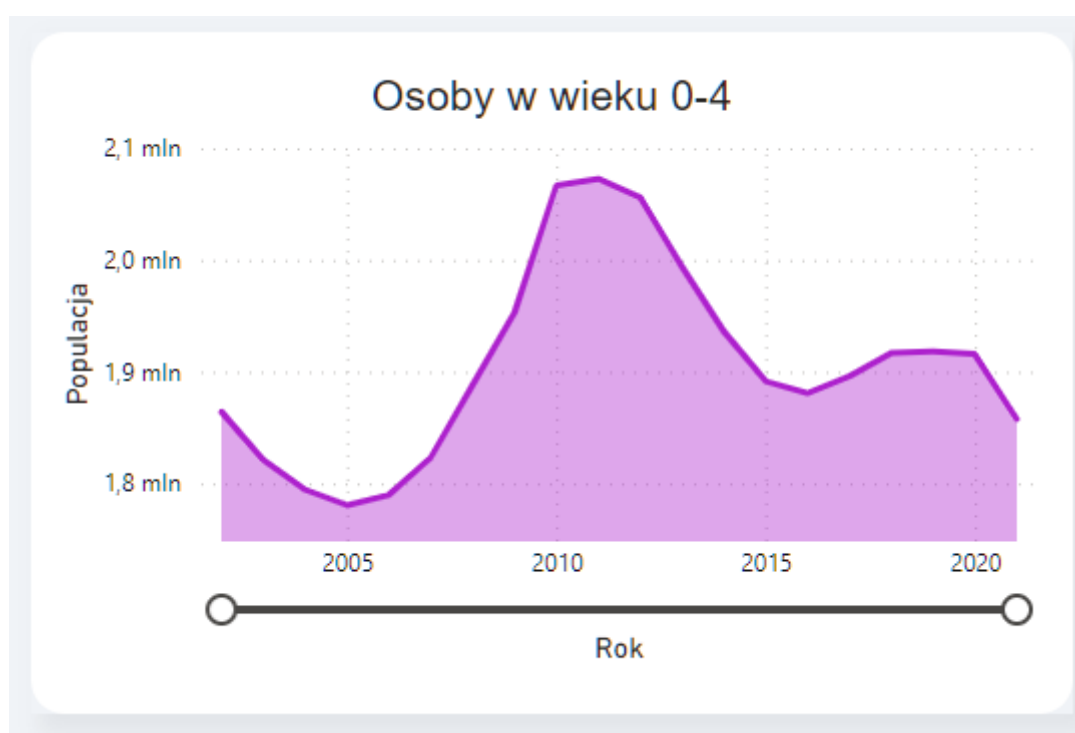 Osoby w wieku 0-4
2,1 mln
2,0 mln
1,9 mln
1,8 mln
Populacja
2005 2010 2015 2020
Rok